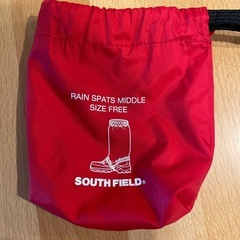 RAIN SPATS MIDDLE
SIZE FREE
SOUTH FIELD